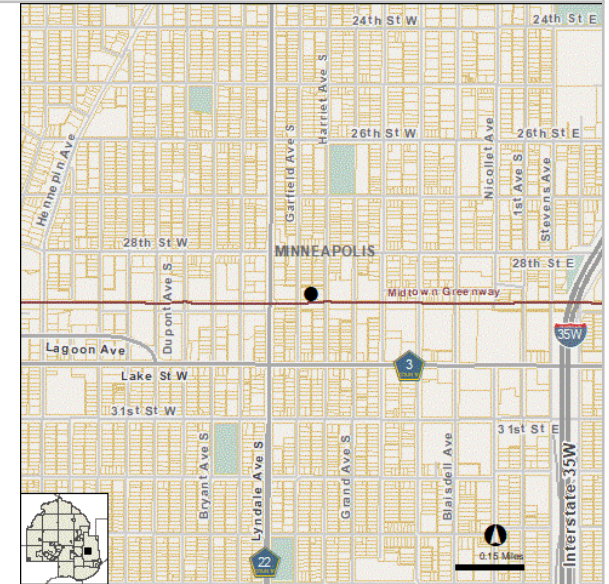 24th St W
24th St E
Hennepin Ave
Harriet Ave S
26th St W
26th St E
Garfield Ave S
Nicollet Ave
1st Ave S
Stevens Ave
28th St W
MINNEAPOLIS
28th St E
Dupont Ave S
Midtown Greenway
35W
Lagoon Ave
Lake St W
3
31st St W
31st St E
Bryant Ave S
Lyndale Ave S
Grand Ave S
Blaisdell Ave
Interstate 35W
22
0.15 Miles